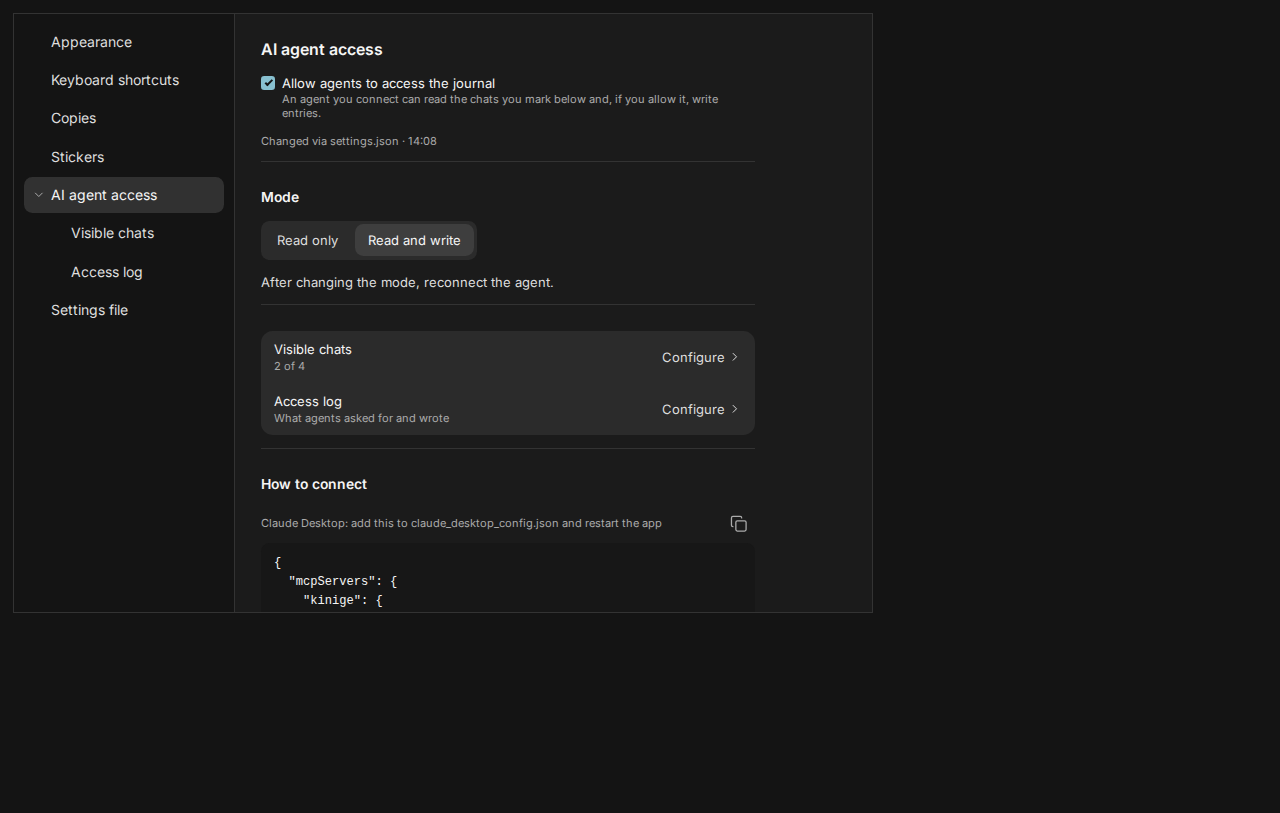 Appearance
Keyboard shortcuts
Copies
Stickers
AI agent access
Visible chats
Access log
Settings file
AI agent access
Allow agents to access the journal
An agent you connect can read the chats you mark below and, if you allow it, write
entries.
Changed via settings.json · 14:08
Mode
Read only
Read and write
After changing the mode, reconnect the agent.
Visible chats
2 of 4
Configure
Access log
What agents asked for and wrote
Configure
How to connect
Claude Desktop: add this to claude_desktop_config.json and restart the app
{
  "mcpServers": {
    "kinige": {